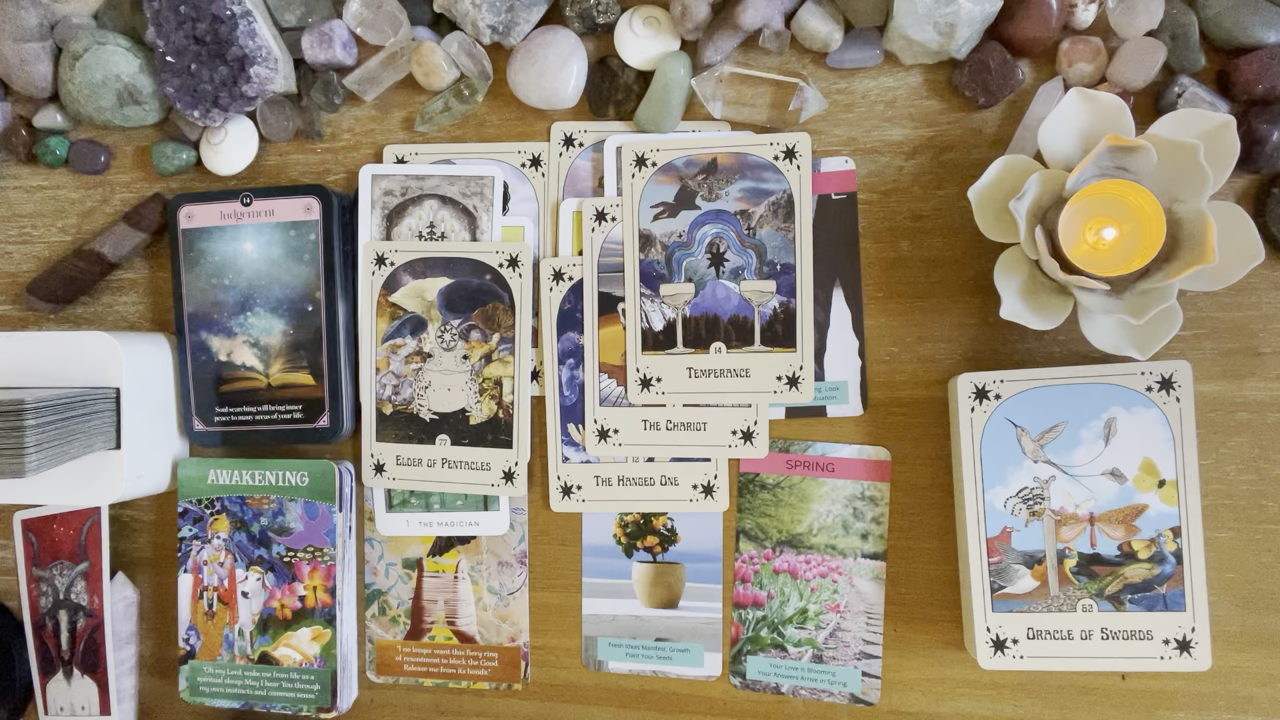 14
Judgement
Soul searching will bring inner
peace to many areas of your life.
14
TEMPERANCE
THE CHARIOT
12
THE HANGED ONE
77
ELDER OF PENTACLES
1 THE MAGICIAN
Look
AWAKENING
"Oh my Lord, wake me from life as a
spiritual sleep. May I hear You through
my own instincts and common sense."
"I no longer want this fiery ring
of resentment to block the Good.
Release me from its bonds."
Fresh Ideas Manifest, Growth
Plant Your Seeds.
SPRING
Your Love is Blooming.
Your Answers Arrive in Spring.
ORACLE OF SWORDS